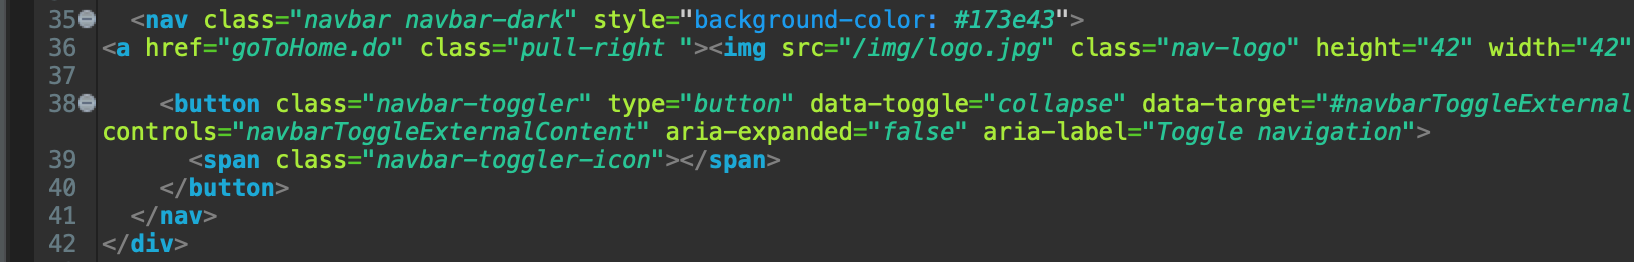 35 <nav class="navbar navbar-dark" style="background-color: #173e43">
36 <a href="goToHome.do" class="pull-right "><img src="/img/logo.jpg" class="nav-logo" height="42" width="42"
37
38 <button class="navbar-toggler" type="button" data-toggle="collapse" data-target="#navbarToggleExternal
controls="navbarToggleExternalContent" aria-expanded="false" aria-label="Toggle navigation">
39 <span class="navbar-toggler-icon"></span>
40 </button>
41 </nav>
42 </div>